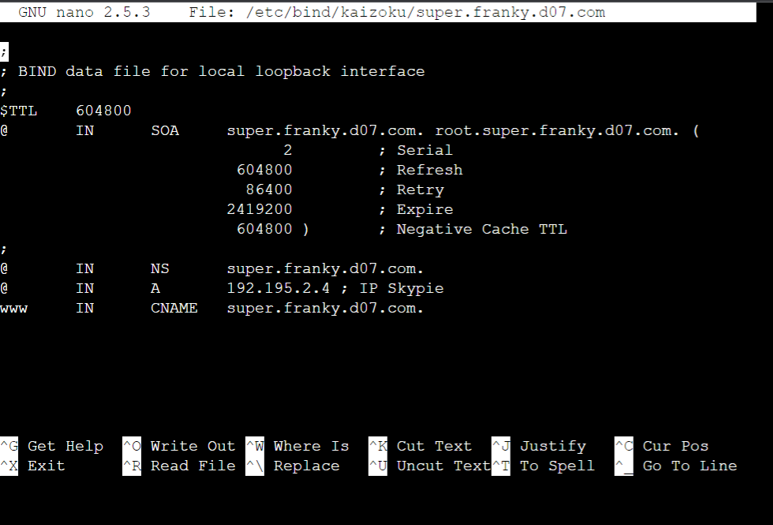 GNU nano 2.5.3    File: /etc/bind/kaizoku/super.franky.d07.com
;
; BIND data file for local loopback interface
;
$TTL    604800
@       IN      SOA     super.franky.d07.com. root.super.franky.d07.com. (
                              2         ; Serial
                         604800         ; Refresh
                          86400         ; Retry
                        2419200         ; Expire
                         604800 )       ; Negative Cache TTL
;
@       IN      NS      super.franky.d07.com.
@       IN      A       192.195.2.4 ; IP Skypie
www     IN      CNAME   super.franky.d07.com.
^G Get Help  ^O Write Out ^W Where Is  ^K Cut Text  ^J Justify   ^C Cur Pos
^X Exit      ^R Read File ^\ Replace   ^U Uncut Text^T To Spell  ^_ Go To Line